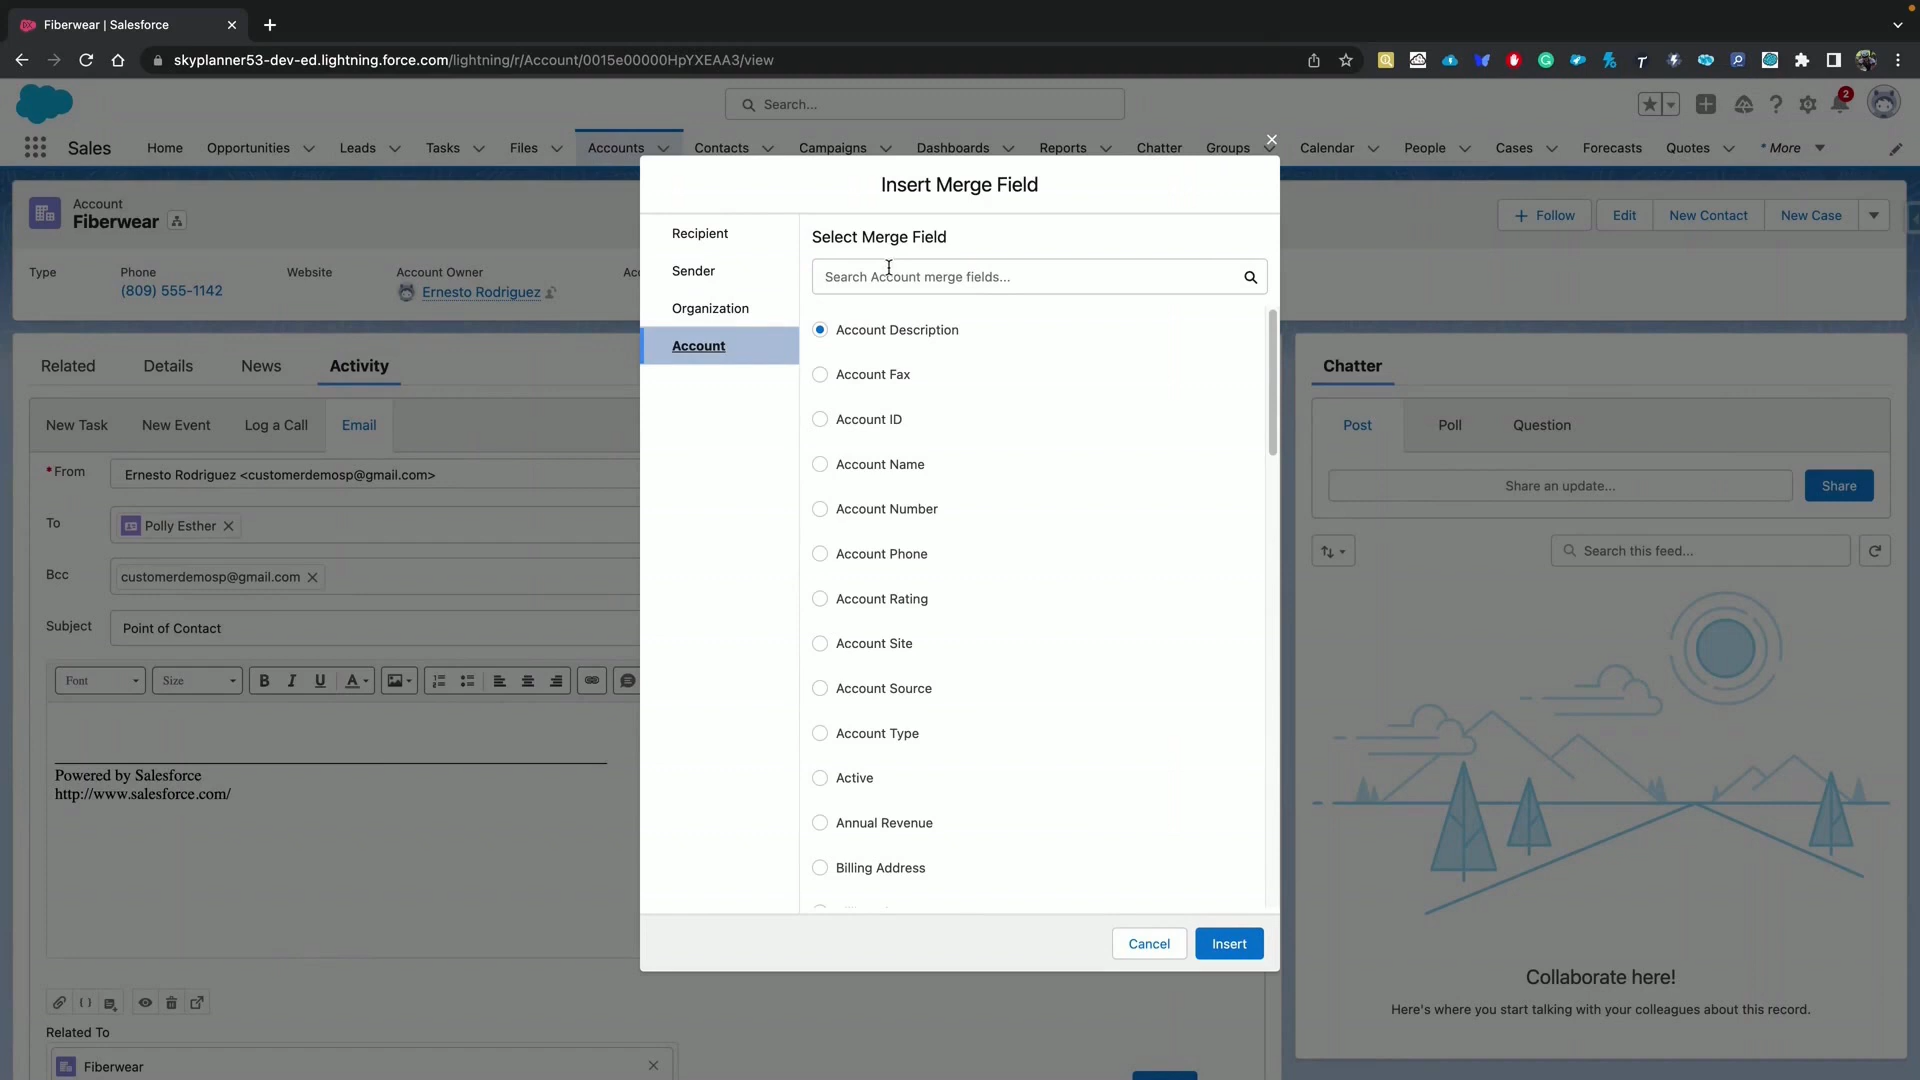 Fiberwear | Salesforce
skyplanner53-dev-ed.lightning.force.com/lightning/r/Account/0015e00000HpYXEAA3/view
Search...
2
Sales Home Opportunities Leads Tasks Files Accounts Contacts Campaigns Dashboards Reports Chatter Groups Calendar People Cases Forecasts Quotes * More
Account
Fiberwear
Follow Edit New Contact New Case
Type Phone Website Account Owner
(809) 555-1142 Ernesto Rodriguez
Related Details News Activity
New Task New Event Log a Call Email
*From Ernesto Rodriguez <customerdemosp@gmail.com>
To Polly Esther
Bcc customerdemosp@gmail.com
Subject Point of Contact
Font Size B I U A
Powered by Salesforce
http://www.salesforce.com/
Related To
Fiberwear
Insert Merge Field
Recipient
Sender
Organization
Account
Select Merge Field
Search Account merge fields...
Account Description
Account Fax
Account ID
Account Name
Account Number
Account Phone
Account Rating
Account Site
Account Source
Account Type
Active
Annual Revenue
Billing Address
Cancel Insert
Chatter
Post Poll Question
Share an update... Share
Search this feed...
Collaborate here!
Here's where you start talking with your colleagues about this record.